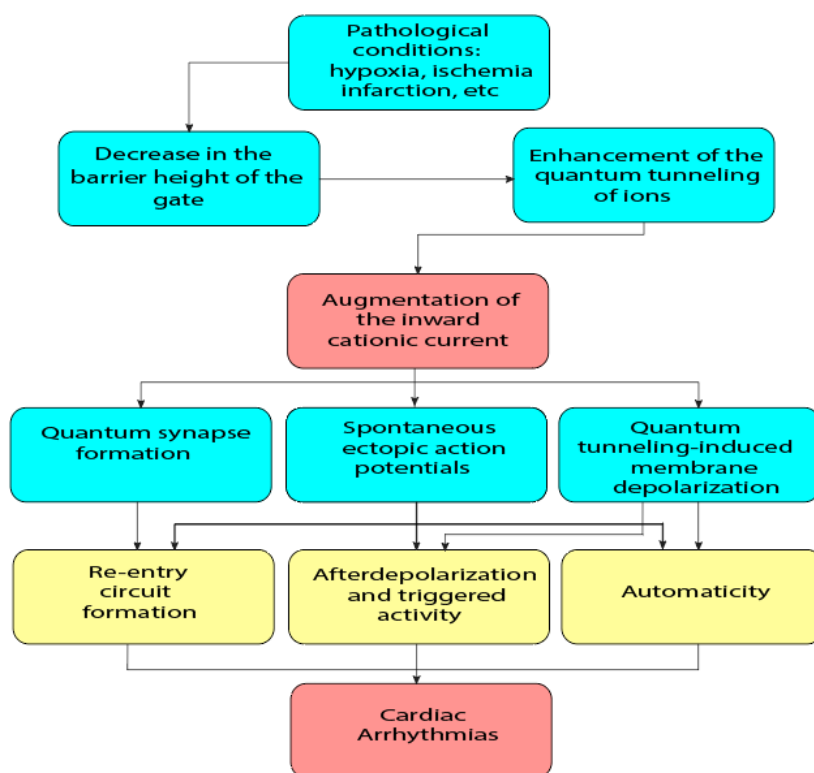 Pathological
conditions:
hypoxia, ischemia
infarction, etc
Decrease in the
barrier height of the
gate
Enhancement of the
quantum tunneling
of ions
Augmentation of
the inward
cationic current
Quantum synapse
formation
Spontaneous
ectopic action
potentials
Quantum
tunneling-induced
membrane
depolarization
Re-entry
circuit
formation
Afterdepolarization
and triggered
activity
Automaticity
Cardiac
Arrhythmias